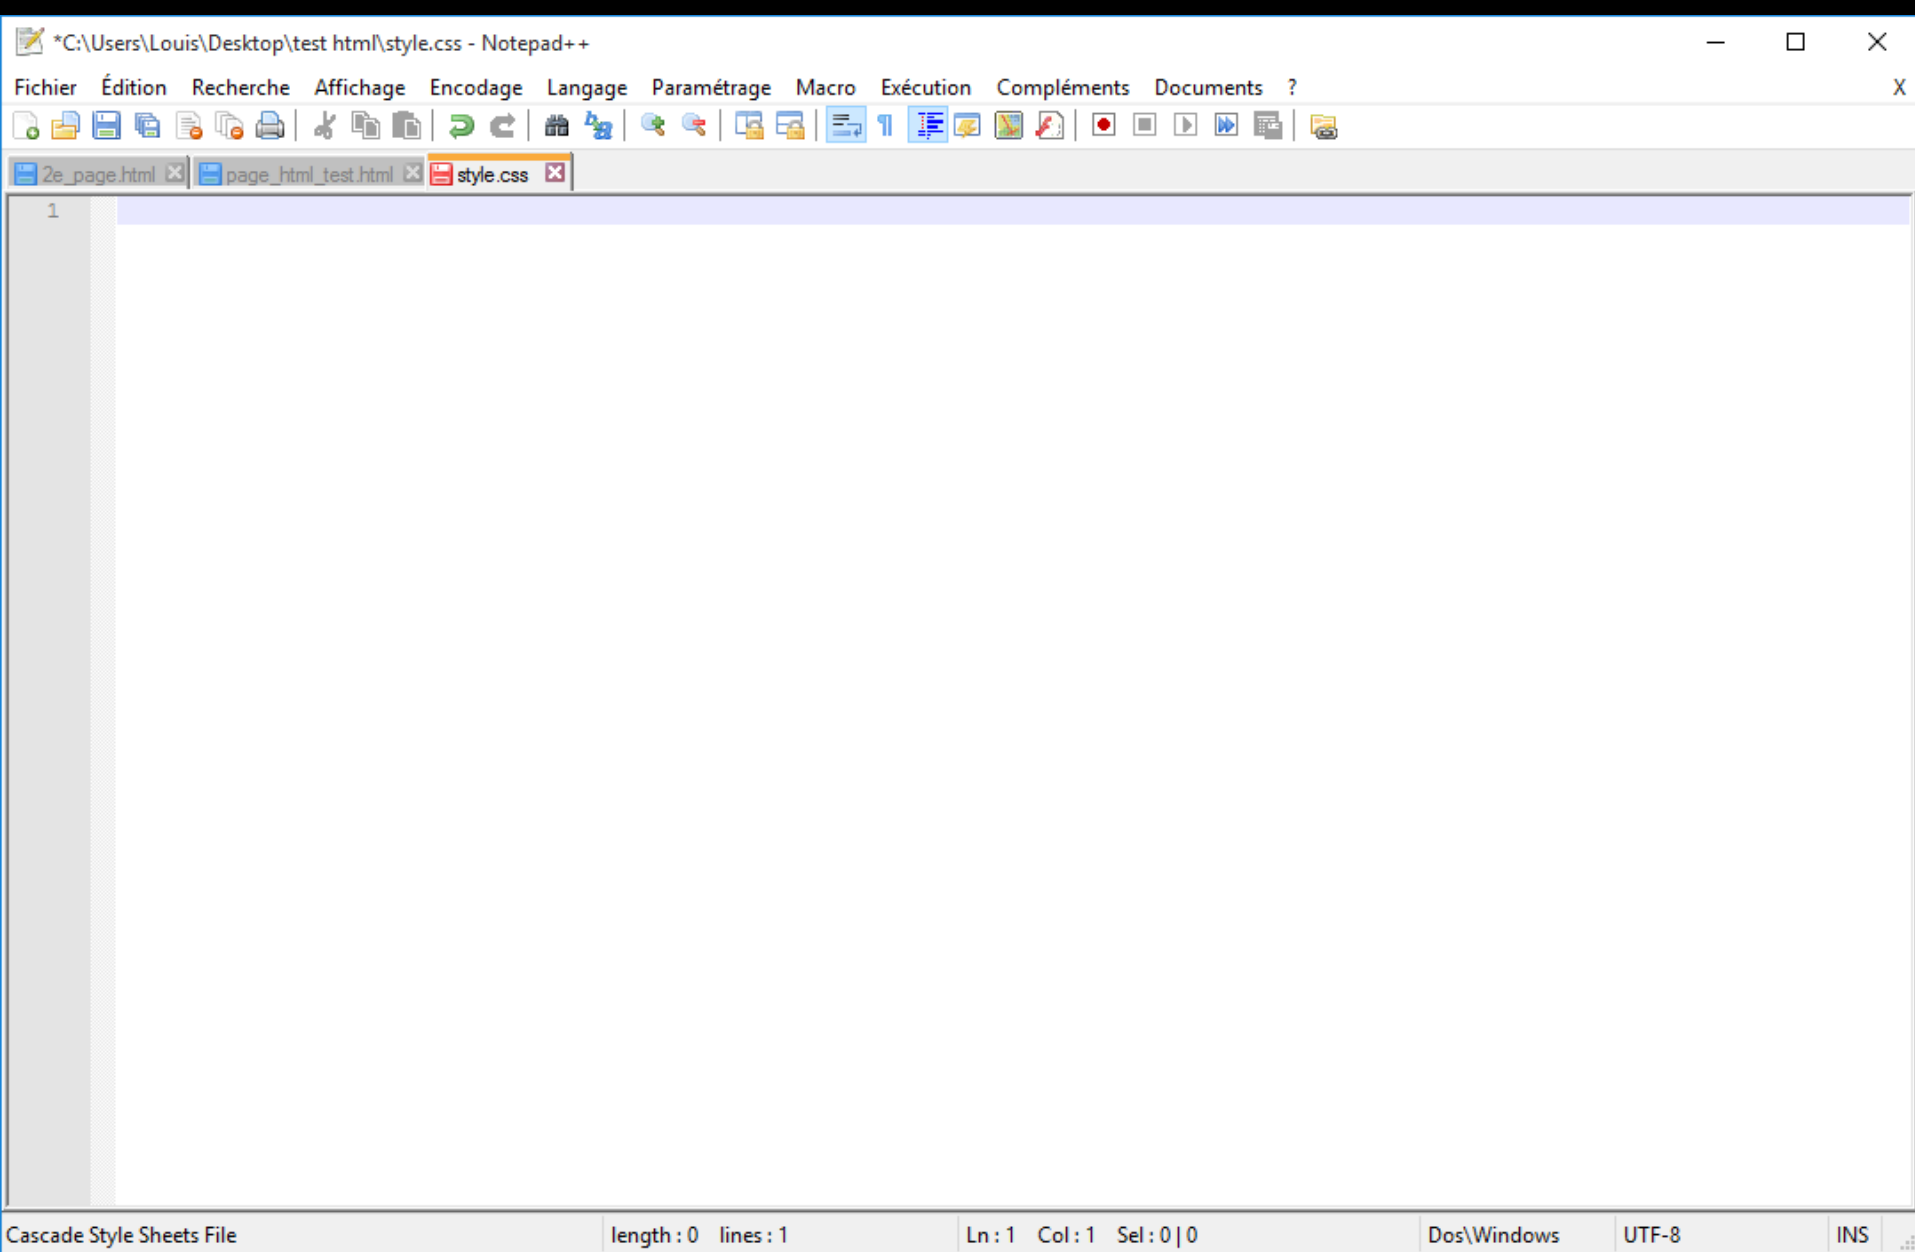 *C:\Users\Louis\Desktop\test html\style.css - Notepad++
Fichier Édition Recherche Affichage Encodage Langage Paramétrage Macro Exécution Compléments Documents ? X
2e_page.html page_html_test.html style.css
1
Cascade Style Sheets File length : 0 lines : 1 Ln : 1 Col : 1 Sel : 0 | 0 Dos\Windows UTF-8 INS